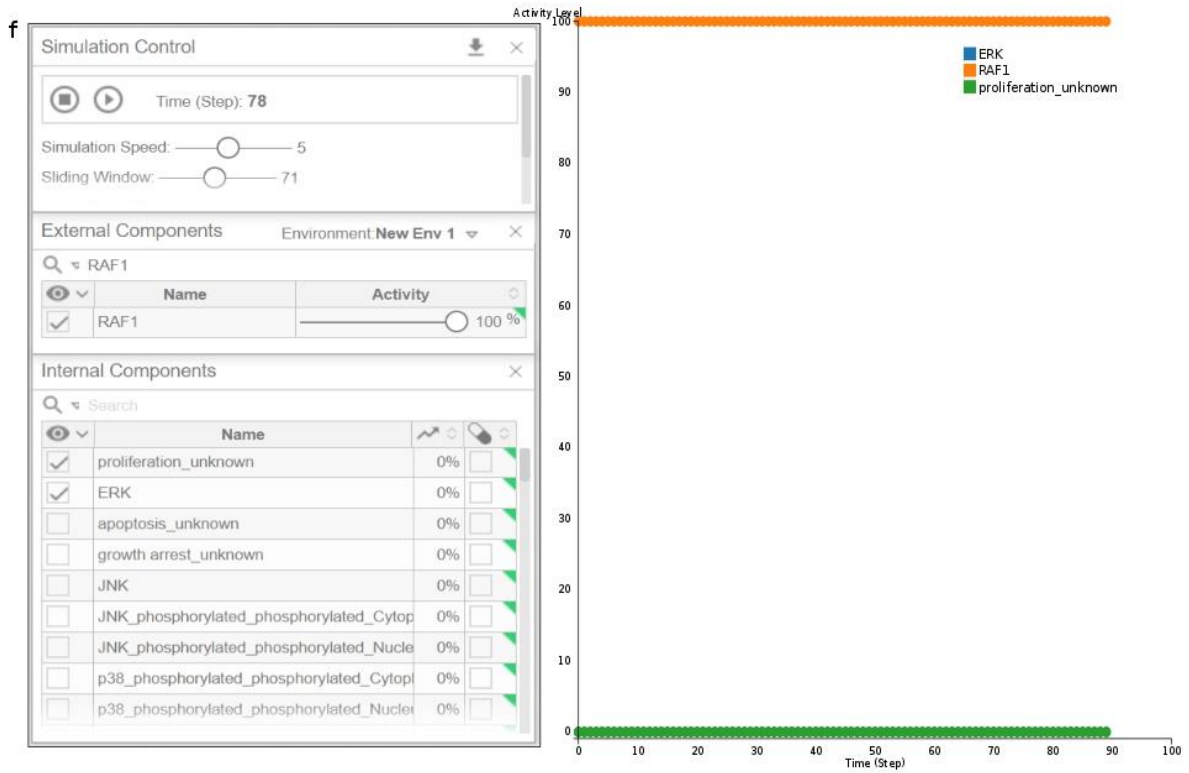 f
Simulation Control
Time (Step): 78
Simulation Speed: 5
Sliding Window: 71
External Components Environment:New Env 1
RAF1
Name Activity
RAF1 100 %
Internal Components
Search
Name
proliferation_unknown 0%
ERK 0%
apoptosis_unknown 0%
growth arrest_unknown 0%
JNK 0%
JNK_phosphorylated_phosphorylated_Cytop 0%
JNK_phosphorylated_phosphorylated_Nucle 0%
p38_phosphorylated_phosphorylated_Cytopl 0%
p38_phosphorylated_phosphorylated_Nuclei 0%
Activity Level
100
90
80
70
60
50
40
30
20
10
0
ERK
RAF1
proliferation_unknown
0 10 20 30 40 50 60 70 80 90 100
Time (Step)